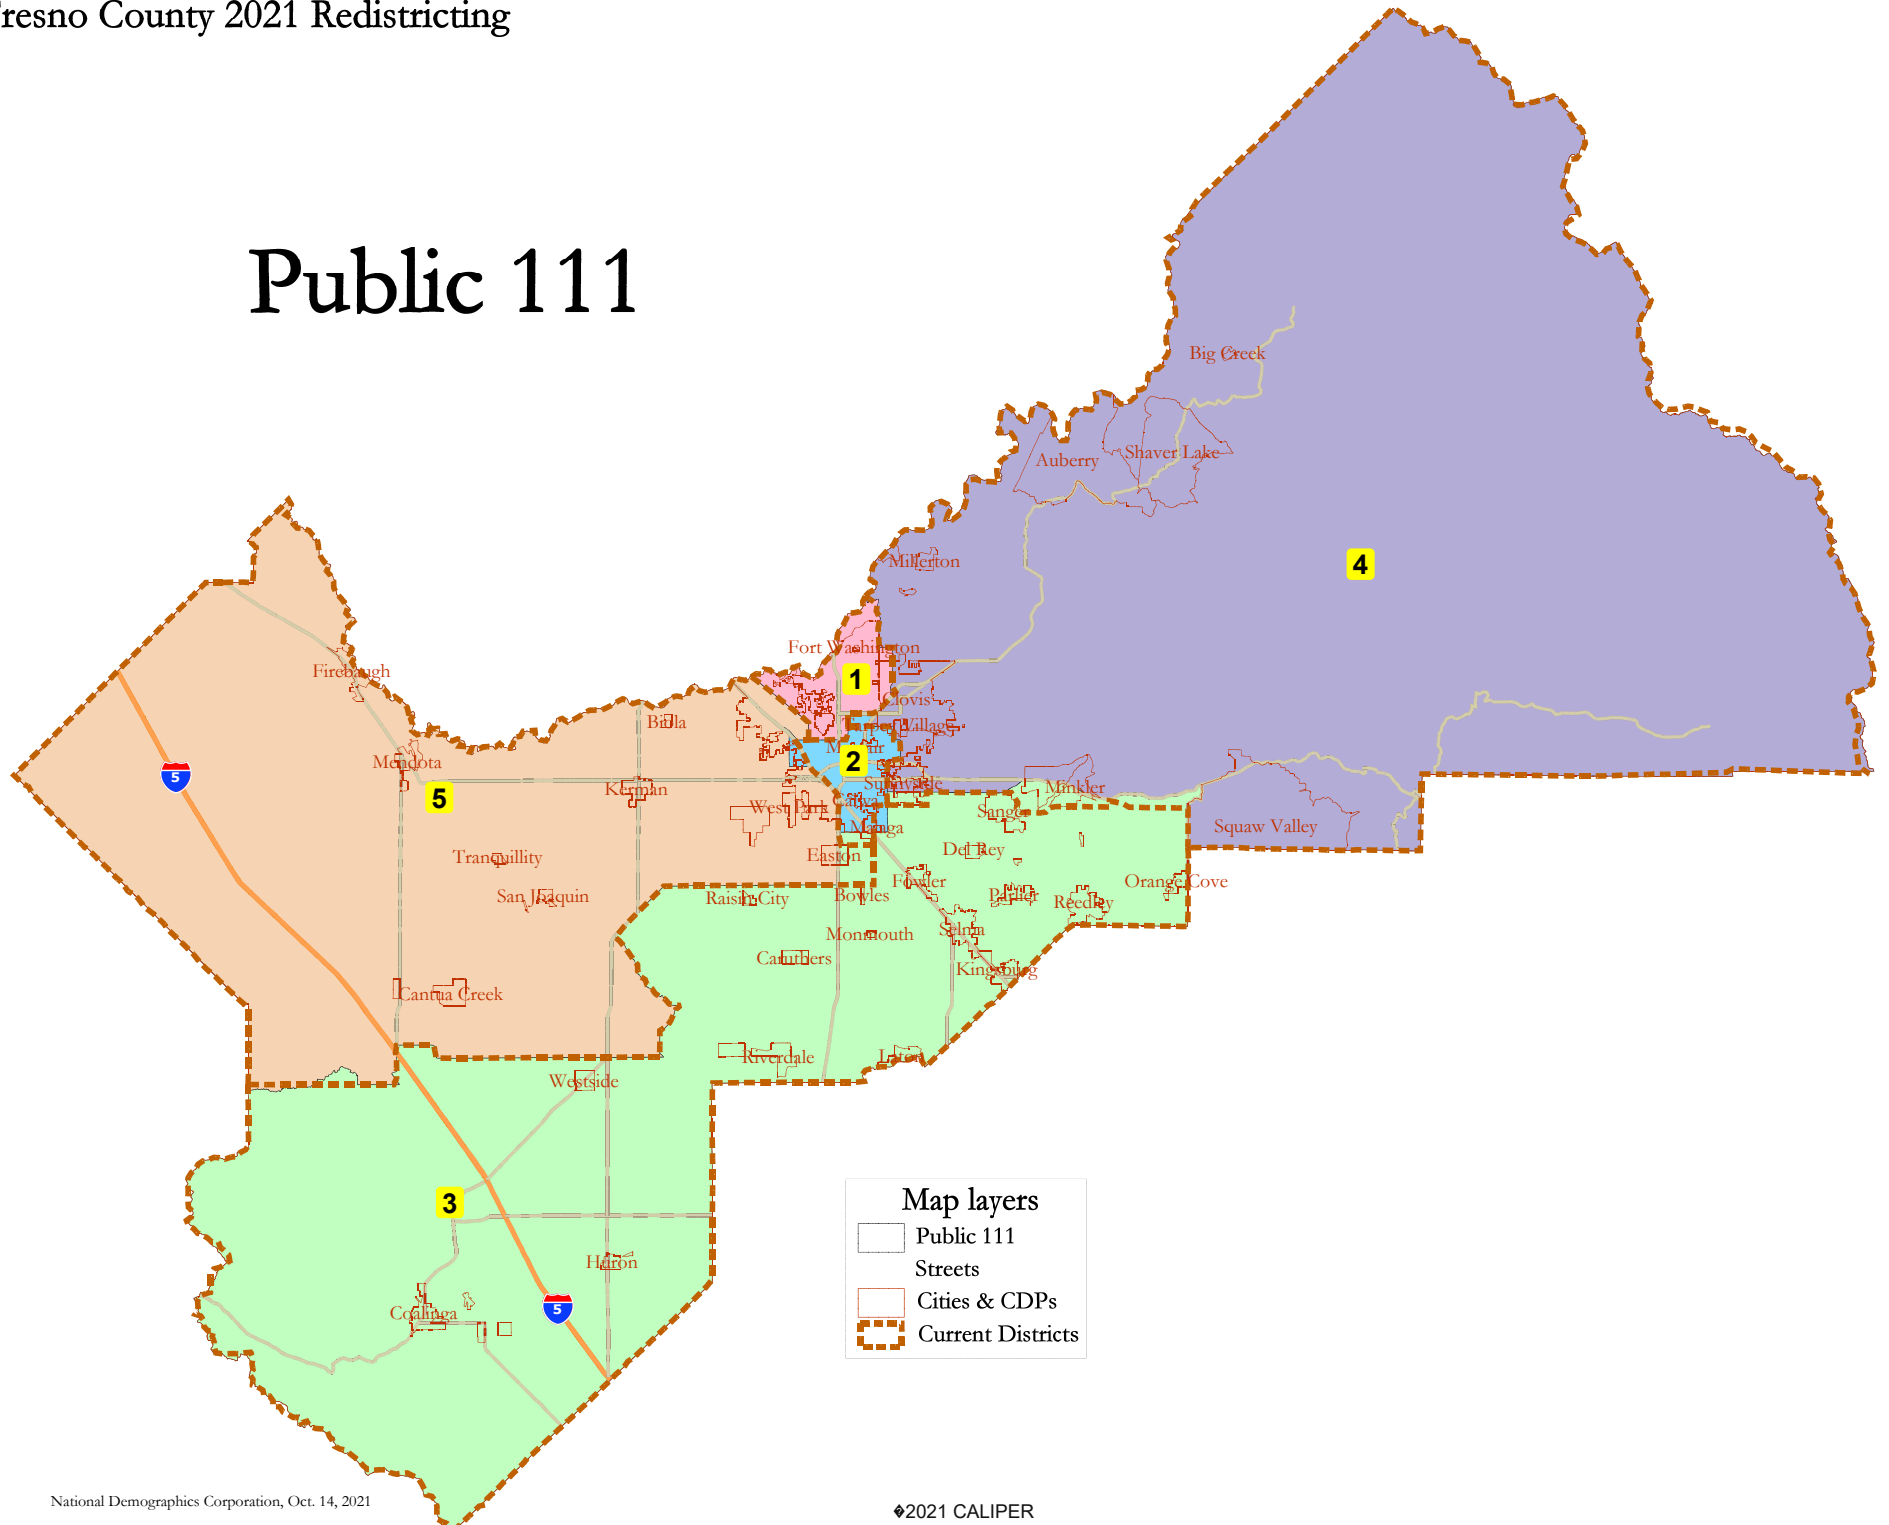 resno County 2021 Redistricting
Public 111
Big Creek
Shaver Lake
Auberry
Millerton
4
Fort Washington
1
Firebaugh
Clovis
Biola
Tarpey Village
2
Mendota
Sunnyside
Kerman
Minkler
5
West Park
Calwa
Sanger
Malaga
Squaw Valley
Easton
Del Rey
Tranquillity
Fowler
Orange Cove
San Joaquin
Raisin City
Bowles
Parlier
Reedley
Monmouth
Selma
Caruthers
Kingsburg
Cantua Creek
Riverdale
Laton
Westside
3
Huron
Coalinga
5
5
Map layers
Public 111
Streets
Cities & CDPs
Current Districts
National Demographics Corporation, Oct. 14, 2021
�2021 CALIPER